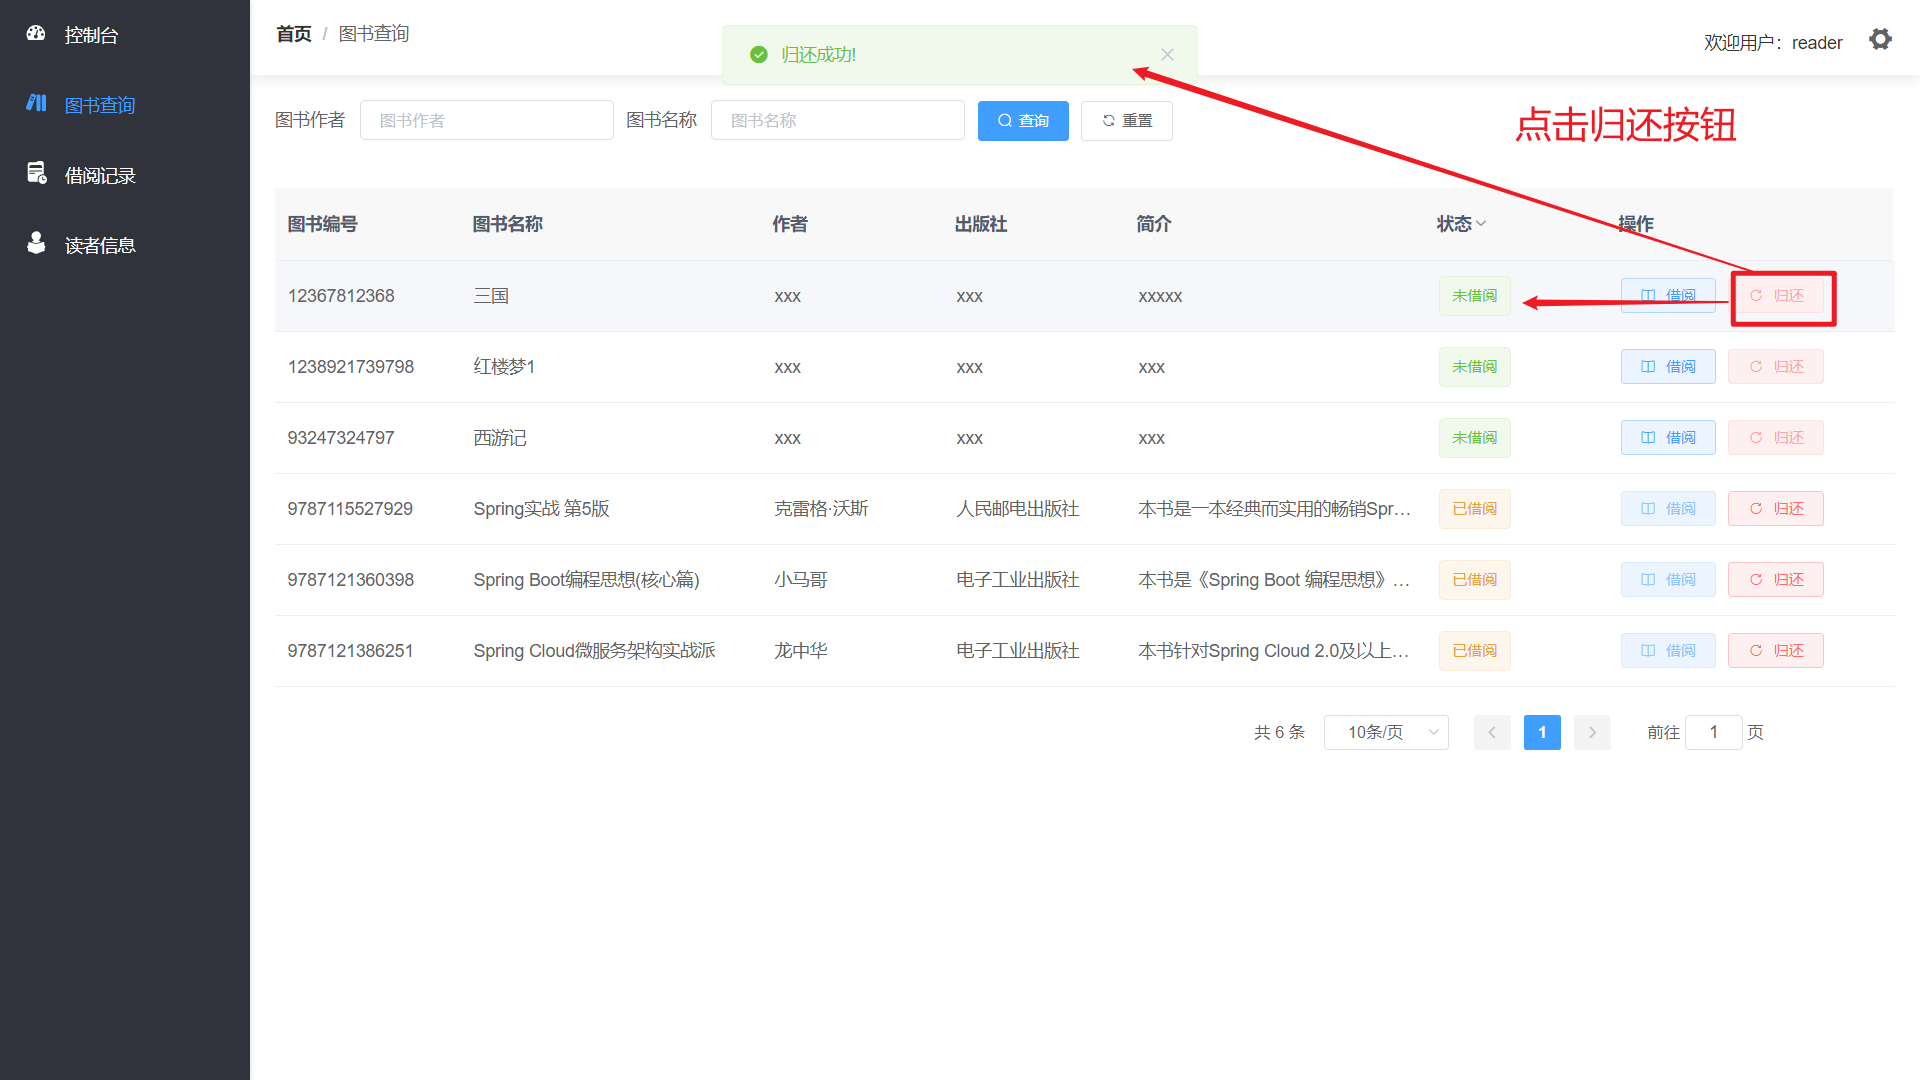 控制台
图书查询
借阅记录
读者信息
首页 / 图书查询
归还成功!
欢迎用户：reader
图书作者 图书作者 图书名称 图书名称 查询 重置
点击归还按钮
图书编号 图书名称 作者 出版社 简介 状态 操作
12367812368 三国 xxx xxx xxxxx 未借阅 借阅 归还
1238921739798 红楼梦1 xxx xxx xxx 未借阅 借阅 归还
93247324797 西游记 xxx xxx xxx 未借阅 借阅 归还
9787115527929 Spring实战 第5版 克雷格·沃斯 人民邮电出版社 本书是一本经典而实用的畅销Spr... 已借阅 借阅 归还
9787121360398 Spring Boot编程思想(核心篇) 小马哥 电子工业出版社 本书是《Spring Boot 编程思想》... 已借阅 借阅 归还
9787121386251 Spring Cloud微服务架构实战派 龙中华 电子工业出版社 本书针对Spring Cloud 2.0及以上... 已借阅 借阅 归还
共 6 条 10条/页 1 前往 1 页